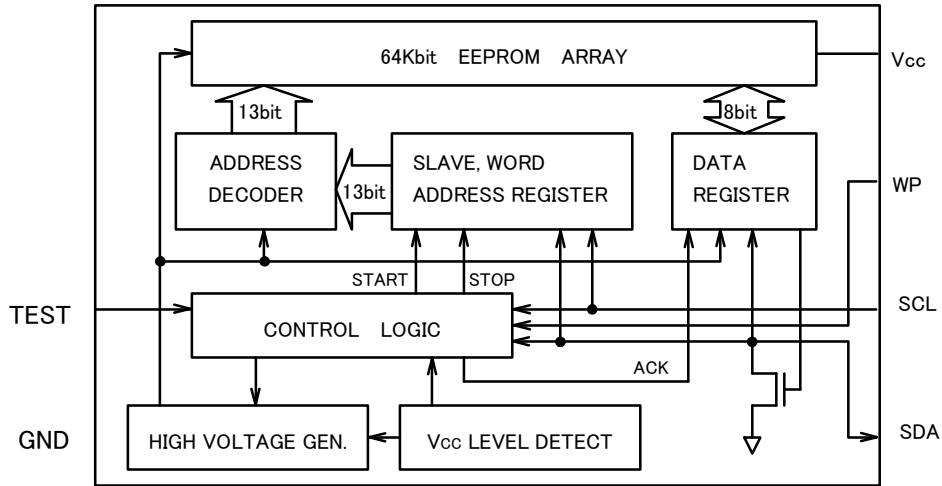 64Kbit EEPROM ARRAY
Vcc
13bit
8bit
ADDRESS
DECODER
13bit
SLAVE, WORD
ADDRESS REGISTER
DATA
REGISTER
WP
START
STOP
TEST
CONTROL LOGIC
SCL
ACK
GND
HIGH VOLTAGE GEN.
Vcc LEVEL DETECT
SDA